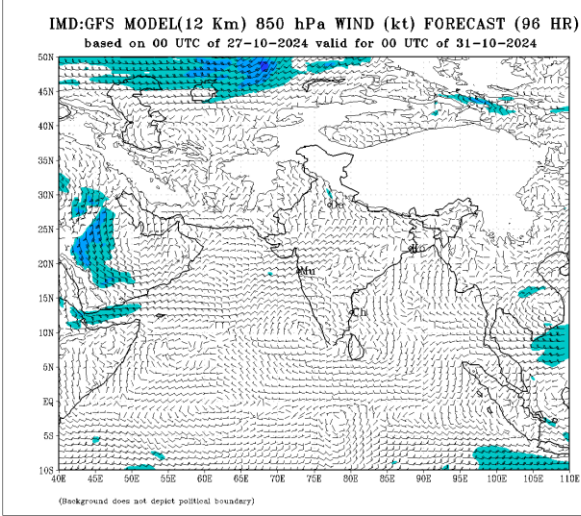 IMD:GFS MODEL(12 Km) 850 hPa WIND (kt) FORECAST (96 HR)
based on 00 UTC of 27-10-2024 valid for 00 UTC of 31-10-2024
50N
45N
40N
35N
30N
25N
20N
15N
10N
5N
EQ
5S
10S
Mu
Ch
40E 45E 50E 55E 60E 65E 70E 75E 80E 85E 90E 95E 100E 105E 110E
(Background does not depict political boundary)